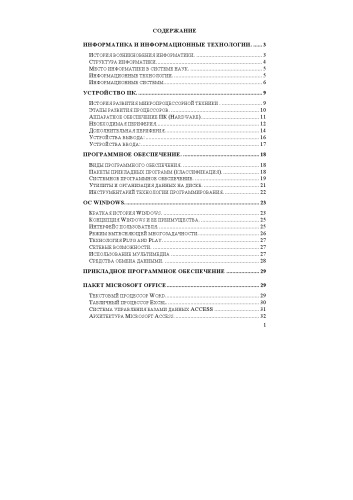 СОДЕРЖАНИЕ
ИНФОРМАТИКА И ИНФОРМАЦИОННЫЕ ТЕХНОЛОГИИ. ...... 3
ИСТОРИЯ ВОЗНИКНОВЕНИЯ ИНФОРМАТИКИ. ...... 3
СТРУКТУРА ИНФОРМАТИКИ. ...... 4
МЕСТО ИНФОРМАТИКИ В СИСТЕМЕ НАУК. ...... 5
ИНФОРМАЦИОННЫЕ ТЕХНОЛОГИИ. ...... 5
ИНФОРМАЦИОННЫЕ СИСТЕМЫ. ...... 6
УСТРОЙСТВО ПК. ...... 9
ИСТОРИЯ РАЗВИТИЯ МИКРОПРОЦЕССОРНОЙ ТЕХНИКИ ...... 9
ЭТАПЫ РАЗВИТИЯ ПРОЦЕССОРОВ. ...... 10
АППАРАТНОЕ ОБЕСПЕЧЕНИЕ ПК (HARDWARE). ...... 11
НЕОБХОДИМАЯ ПЕРИФЕРИЯ. ...... 12
ДОПОЛНИТЕЛЬНАЯ ПЕРИФЕРИЯ. ...... 14
УСТРОЙСТВА ВЫВОДА: ...... 16
УСТРОЙСТВА ВВОДА: ...... 17
ПРОГРАММНОЕ ОБЕСПЕЧЕНИЕ. ...... 18
ВИДЫ ПРОГРАММНОГО ОБЕСПЕЧЕНИЯ. ...... 18
ПАКЕТЫ ПРИКЛАДНЫХ ПРОГРАММ (КЛАССИФИКАЦИЯ). ...... 18
СИСТЕМНОЕ ПРОГРАММНОЕ ОБЕСПЕЧЕНИЕ. ...... 19
УТИЛИТЫ И ОРГАНИЗАЦИЯ ДАННЫХ НА ДИСКЕ. ...... 21
ИНСТРУМЕНТАРИЙ ТЕХНОЛОГИИ ПРОГРАММИРОВАНИЯ. ...... 22
ОС WINDOWS. ...... 23
КРАТКАЯ ИСТОРИЯ WINDOWS. ...... 23
КОНЦЕПЦИЯ WINDOWS И ЕЕ ПРЕИМУЩЕСТВА. ...... 25
ИНТЕРФЕЙС ПОЛЬЗОВАТЕЛЯ. ...... 25
РЕЖИМ ВЫТЕСНЯЮЩЕЙ МНОГОЗАДАЧНОСТИ. ...... 26
ТЕХНОЛОГИЯ PLUG AND PLAY. ...... 27
СЕТЕВЫЕ ВОЗМОЖНОСТИ. ...... 27
ИСПОЛЬЗОВАНИЕ МУЛЬТИМЕДИА. ...... 27
СРЕДСТВА ОБМЕНА ДАННЫМИ. ...... 28
ПРИКЛАДНОЕ ПРОГРАММНОЕ ОБЕСПЕЧЕНИЕ ...... 29
ПАКЕТ MICROSOFT OFFICE ...... 29
ТЕКСТОВЫЙ ПРОЦЕССОР WORD ...... 29
ТАБЛИЧНЫЙ ПРОЦЕССОР EXCEL. ...... 30
СИСТЕМА УПРАВЛЕНИЯ БАЗАМИ ДАННЫХ ACCESS ...... 31
АРХИТЕКТУРА MICROSOFT ACCESS. ...... 32
1